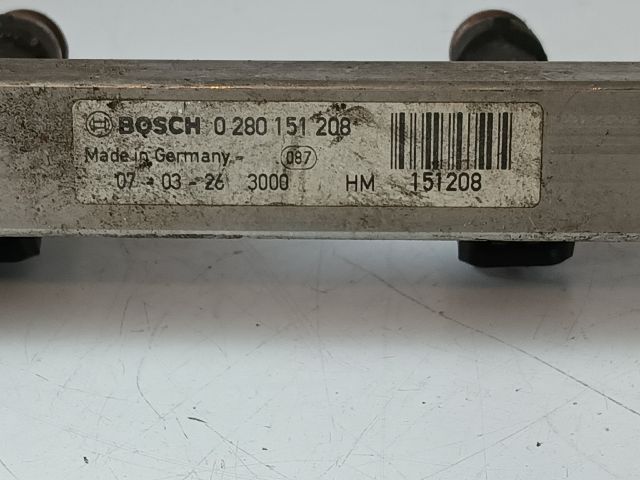 BOSCH 0 280 151 208
Made in Germany.- 087
07 - 03 - 26 3000 HM 151208